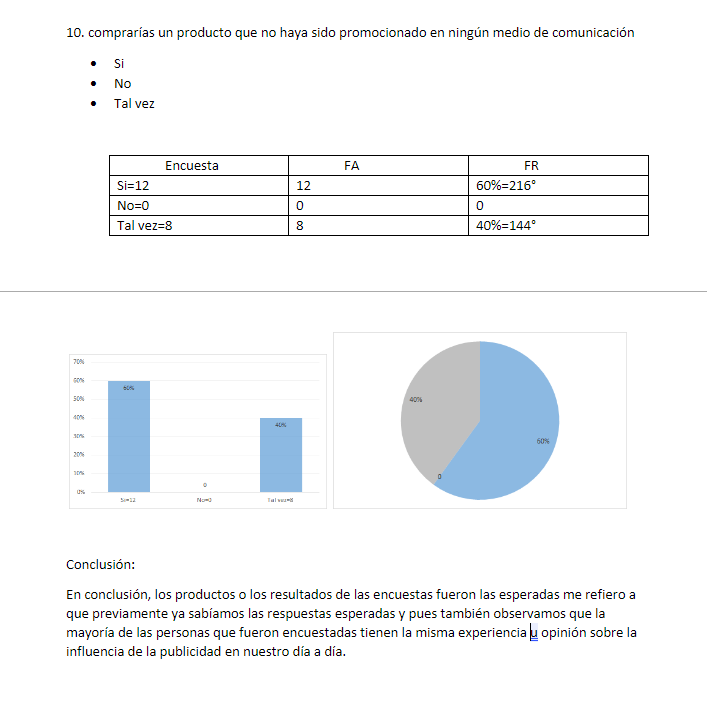 10. comprarías un producto que no haya sido promocionado en ningún medio de comunicación
• Si
• No
• Tal vez
Encuesta FA FR
Si=12 12 60%=216°
No=0 0 0
Tal vez=8 8 40%=144°
70%
60%
50%
40%
30%
20%
10%
0%
60%
0
40%
Si=12 No=0 Tal vez=8
40%
60%
0
Conclusión:
En conclusión, los productos o los resultados de las encuestas fueron las esperadas me refiero a
que previamente ya sabíamos las respuestas esperadas y pues también observamos que la
mayoría de las personas que fueron encuestadas tienen la misma experiencia u opinión sobre la
influencia de la publicidad en nuestro día a día.